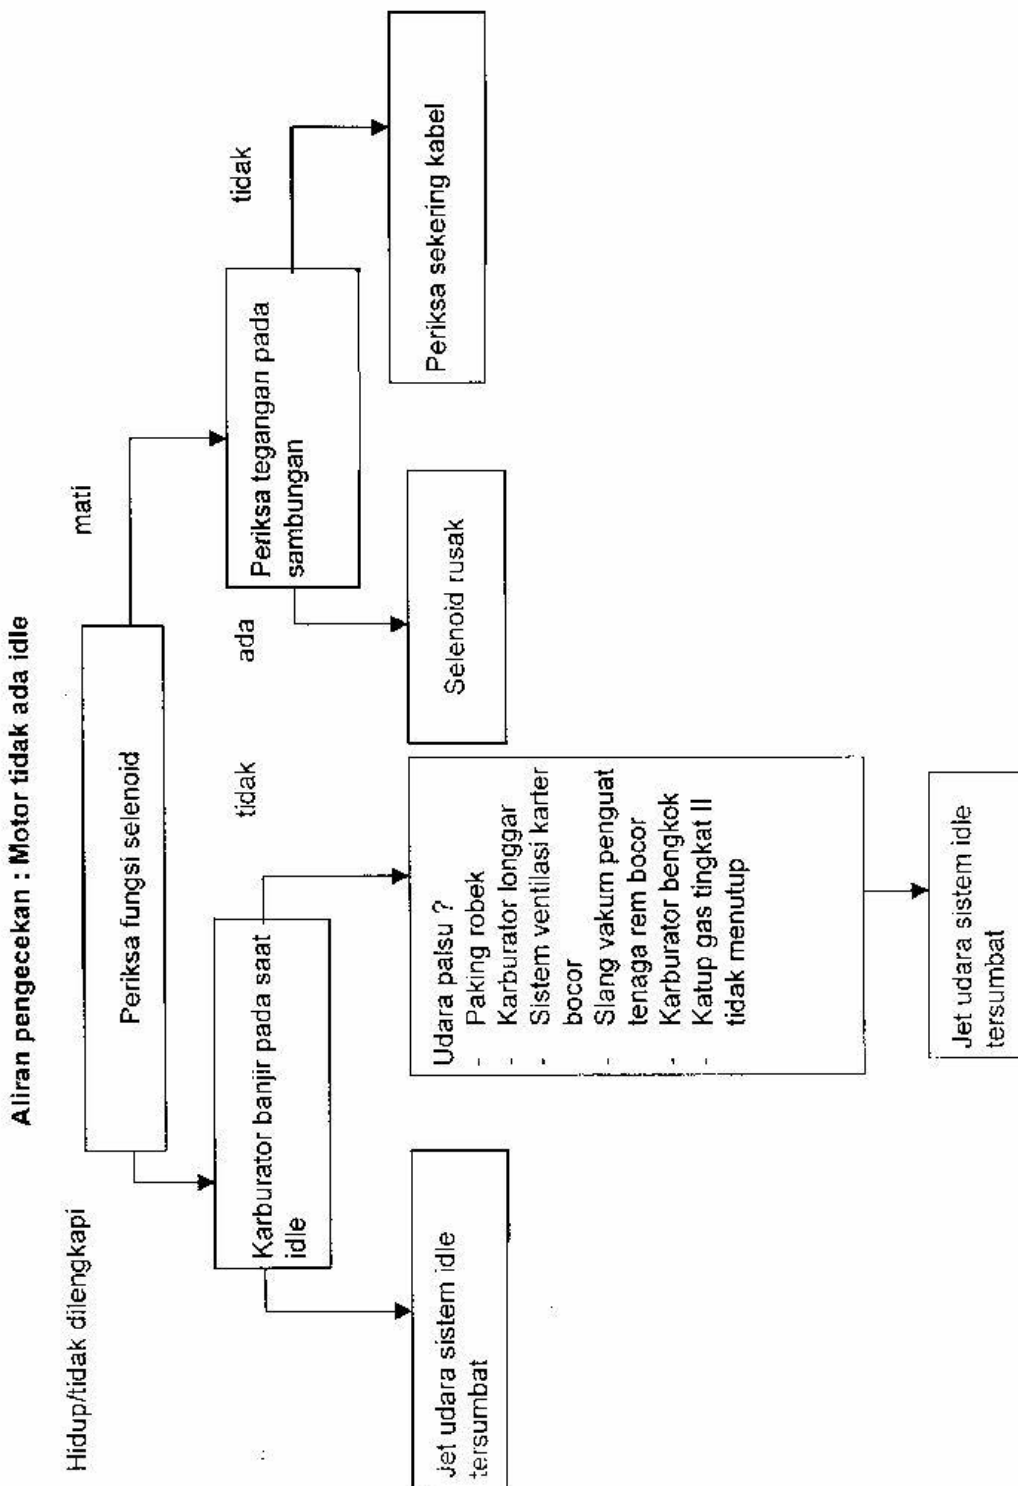 Aliran pengecekan : Motor tidak ada idle
Hidup/tidak dilengkapi
Periksa fungsi selenoid
mati
Karburator banjir pada saat
idle
tidak
ada
Periksa tegangan pada
sambungan
tidak
Jet udara sistem idle
tersumbat
Udara palsu ?
- Paking robek
- Karburator longgar
- Sistem ventilasi karter
bocor
- Slang vakum penguat
tenaga rem bocor
- Karburator bengkok
- Katup gas tingkat II
tidak menutup
Selenoid rusak
Periksa sekering kabel
Jet udara sistem idle
tersumbat